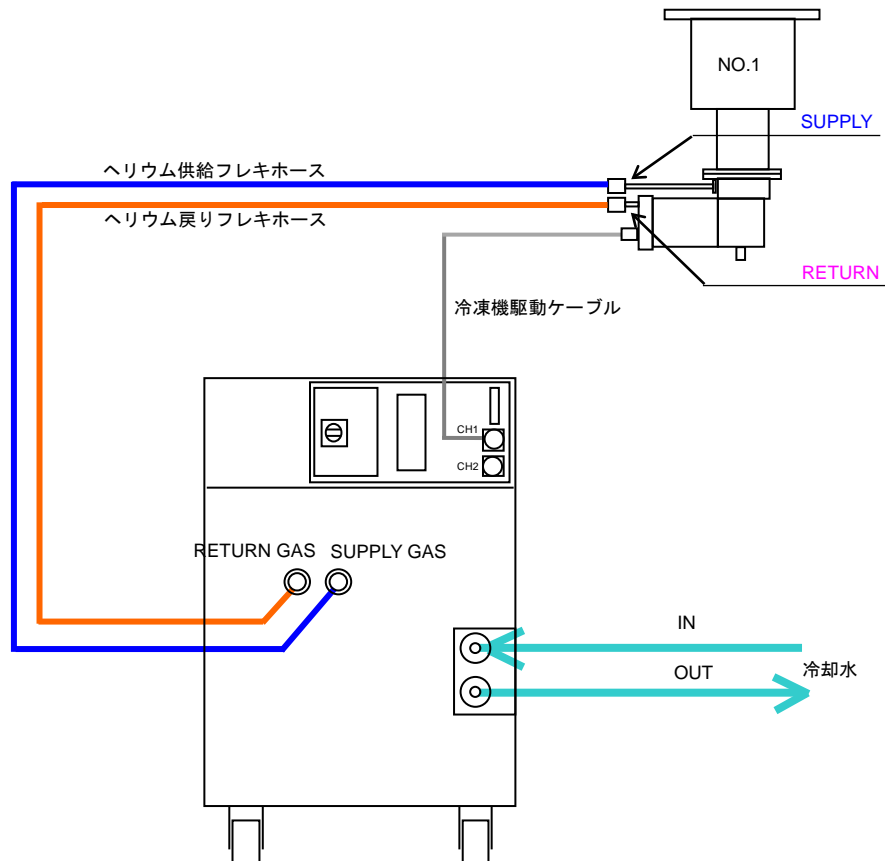 NO.1
SUPPLY
ヘリウム供給フレキホース
ヘリウム戻りフレキホース
RETURN
冷凍機駆動ケーブル
CH1
CH2
RETURN GAS
SUPPLY GAS
IN
OUT
冷却水